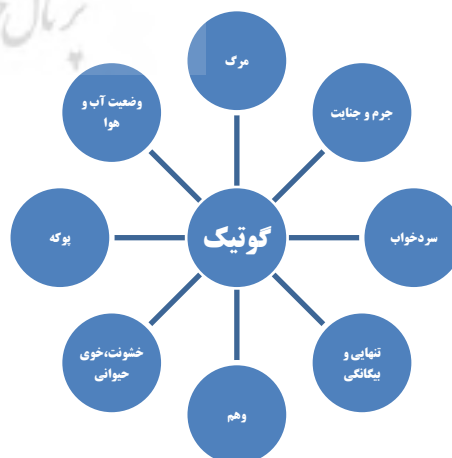 مرگ
جرم و جنایت
سردخواب
تنهایی و
بیگانگی
وهم
خشونت،خوی
حیوانی
پوکه
وضعیت آب و
هوا
گوتیک